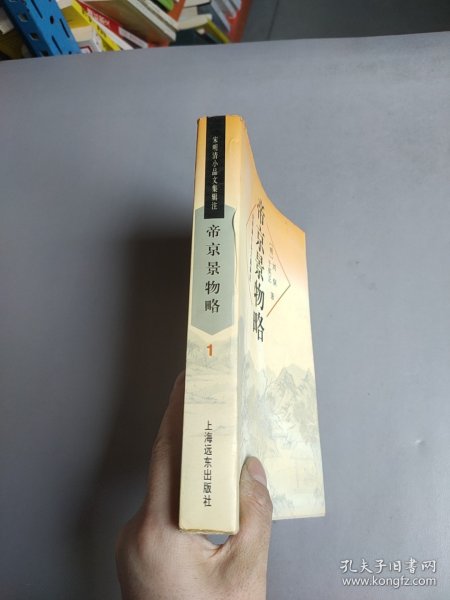 宋明清小品文集辑注
帝京景物略
1
上海远东出版社
帝京景物略
著
孔夫子旧书网
www.kongfz.com